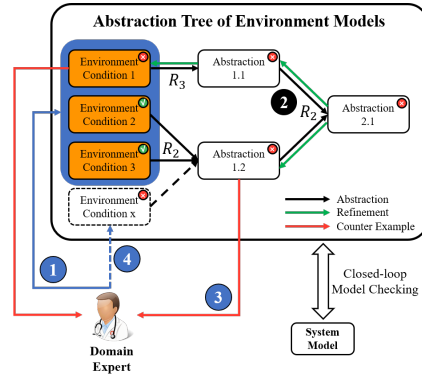 Abstraction Tree of Environment Models
Environment
Condition 1
Abstraction
1.1
R3
2
Environment
Condition 2
R2
Abstraction
2.1
Environment
Condition 3
R2
Abstraction
1.2
Environment
Condition x
Abstraction
Refinement
Counter Example
1
4
3
Closed-loop
Model Checking
Domain
Expert
System
Model